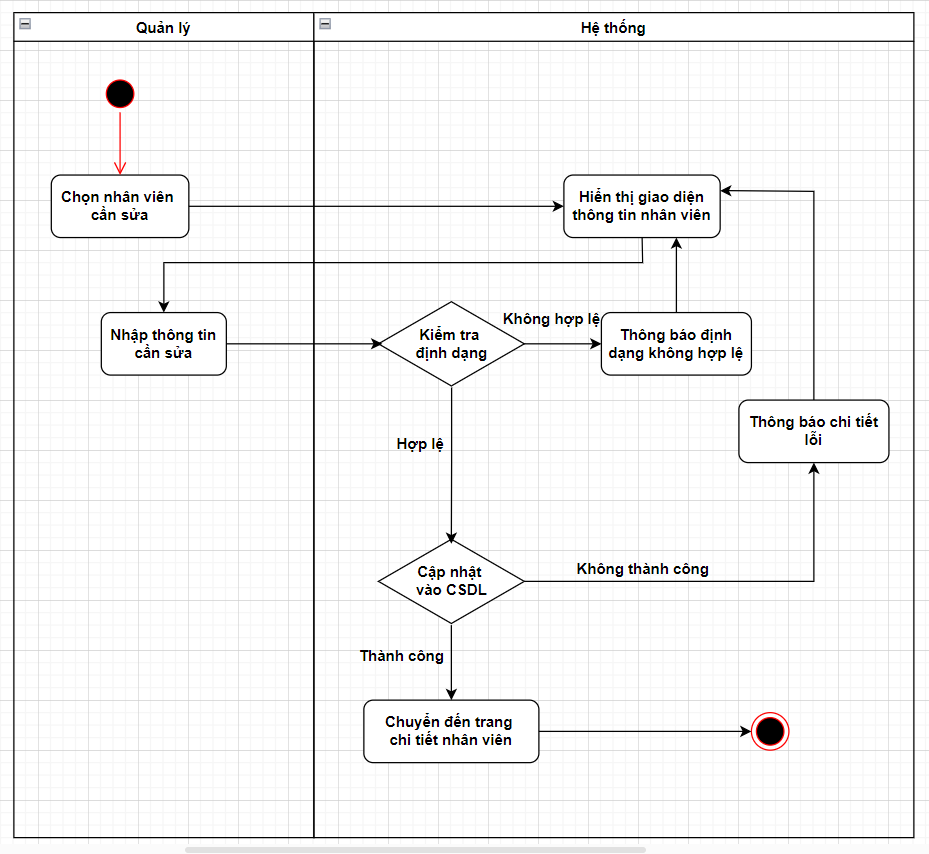 Quản lý
Hệ thống
Chọn nhân viên
cần sửa
Hiển thị giao diện
thông tin nhân viên
Nhập thông tin
cần sửa
Kiểm tra
định dạng
Không hợp lệ
Thông báo định
dạng không hợp lệ
Hợp lệ
Thông báo chi tiết
lỗi
Cập nhật
vào CSDL
Không thành công
Thành công
Chuyển đến trang
chi tiết nhân viên